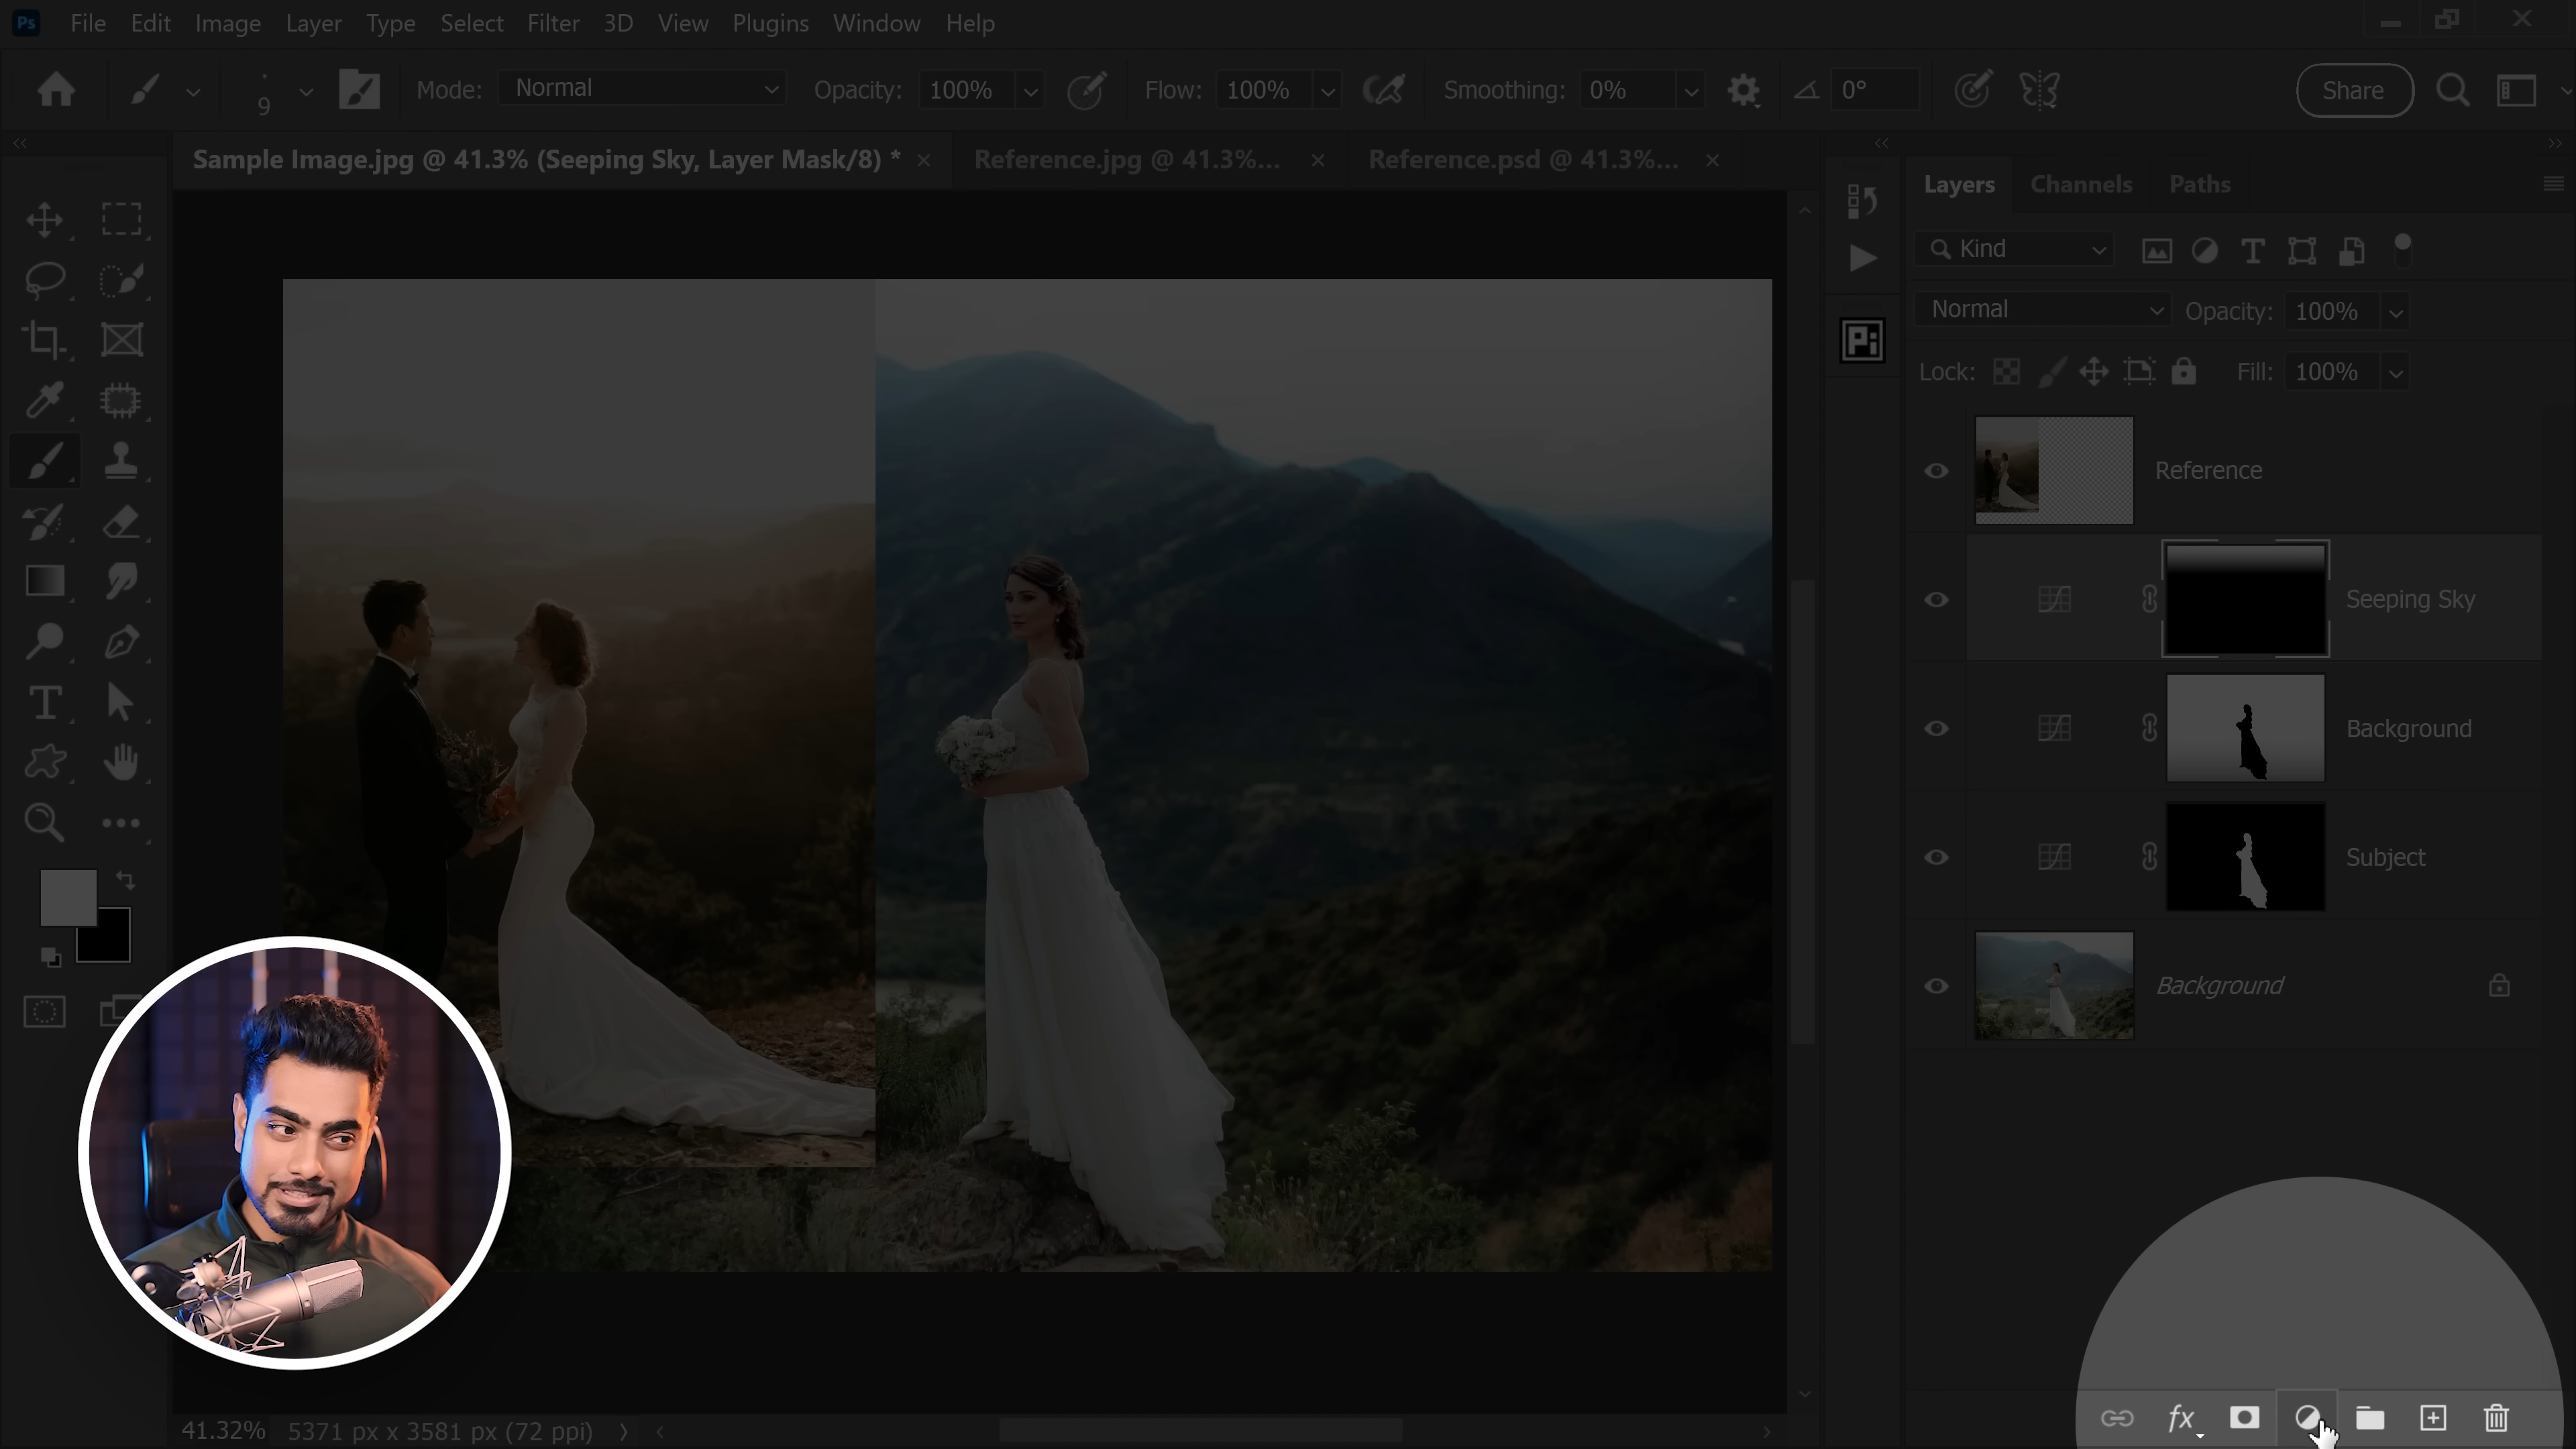 Ps File Edit Image Layer Type Select Filter 3D View Plugins Window Help
9 Mode: Normal Opacity: 100% Flow: 100% Smoothing: 0% 0° Share
Sample Image.jpg @ 41.3% (Seeping Sky, Layer Mask/8) * Reference.jpg @ 41.3%... Reference.psd @ 41.3%...
Layers Channels Paths
Kind
Normal Opacity: 100%
Lock: Fill: 100%
Pi
Reference
Seeping Sky
Background
Subject
Background
fx
41.32% 5371 px x 3581 px (72 ppi)